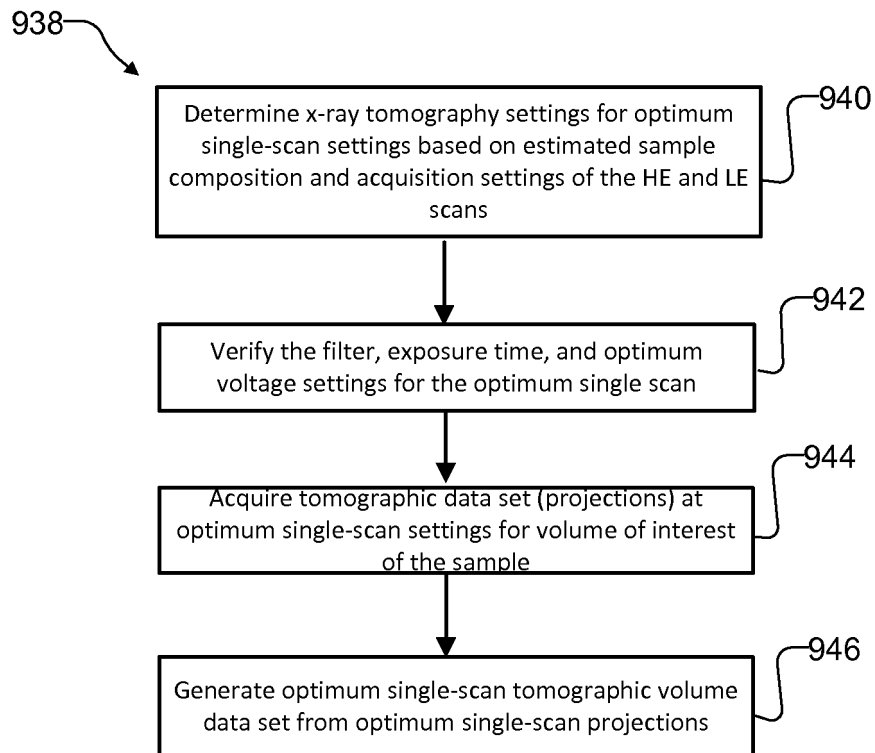 938
940
Determine x-ray tomography settings for optimum
single-scan settings based on estimated sample
composition and acquisition settings of the HE and LE
scans
942
Verify the filter, exposure time, and optimum
voltage settings for the optimum single scan
944
Acquire tomographic data set (projections) at
optimum single-scan settings for volume of interest
of the sample
946
Generate optimum single-scan tomographic volume
data set from optimum single-scan projections